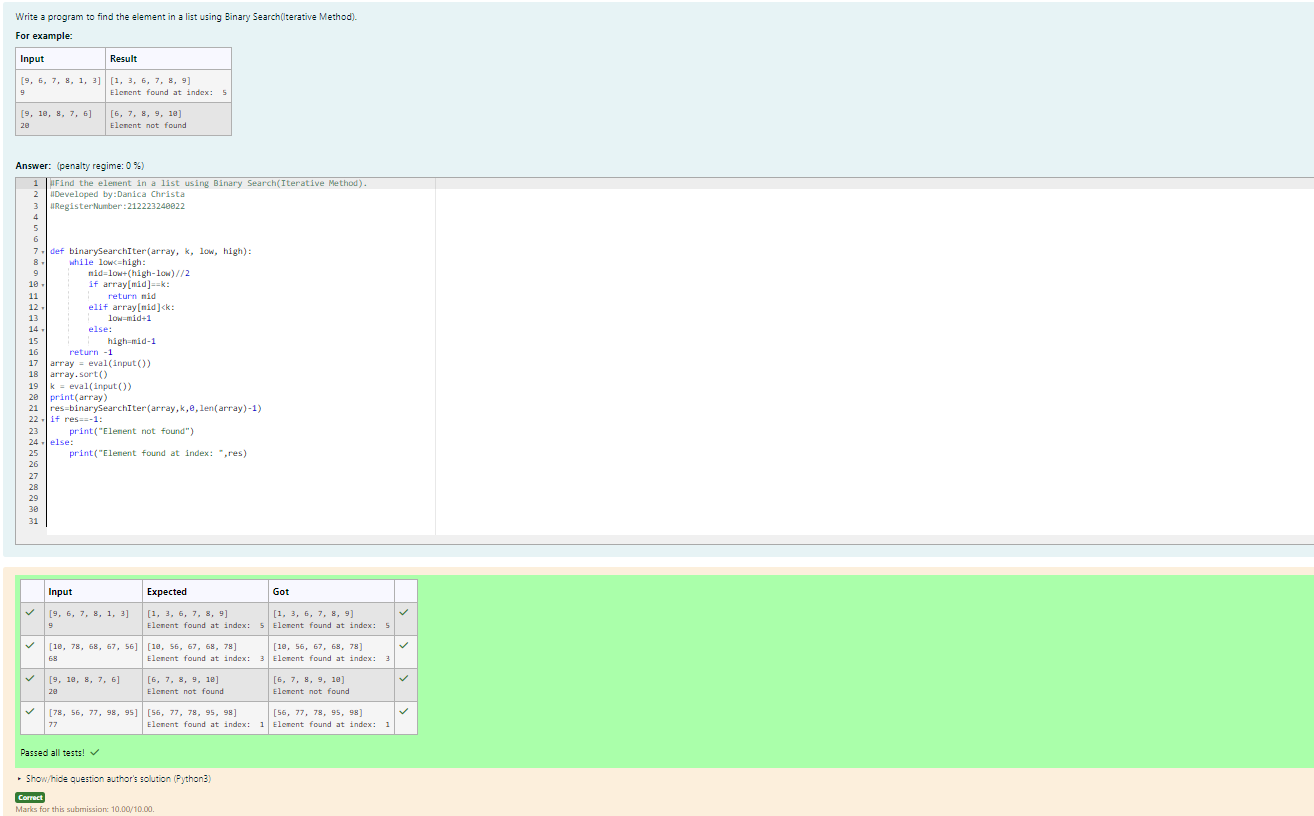 Write a program to find the element in a list using Binary Search(Iterative Method).
For example:
Input Result
[9, 6, 7, 8, 1, 3] [1, 3, 6, 7, 8, 9]
9 Element found at index:  5
[9, 10, 8, 7, 6] [6, 7, 8, 9, 10]
20 Element not found
Answer: (penalty regime: 0 %)
1 #Find the element in a list using Binary Search(Iterative Method).
2 #Developed by:Danica Christa
3 #RegisterNumber:212223240022
4
5
6
7 def binarySearchIter(array, k, low, high):
8     while low<=high:
9         mid=low+(high-low)//2
10         if array[mid]==k:
11             return mid
12         elif array[mid]<k:
13             low=mid+1
14         else:
15             high=mid-1
16     return -1
17 array = eval(input())
18 array.sort()
19 k = eval(input())
20 print(array)
21 res=binarySearchIter(array,k,0,len(array)-1)
22 if res==-1:
23     print("Element not found")
24 else:
25     print("Element found at index: ",res)
26
27
28
29
30
31
Input Expected Got
[9, 6, 7, 8, 1, 3] [1, 3, 6, 7, 8, 9] [1, 3, 6, 7, 8, 9]
9 Element found at index:  5 Element found at index:  5
[10, 78, 68, 67, 56] [10, 56, 67, 68, 78] [10, 56, 67, 68, 78]
68 Element found at index:  3 Element found at index:  3
[9, 10, 8, 7, 6] [6, 7, 8, 9, 10] [6, 7, 8, 9, 10]
20 Element not found Element not found
[78, 56, 77, 98, 95] [56, 77, 78, 95, 98] [56, 77, 78, 95, 98]
77 Element found at index:  1 Element found at index:  1
Passed all tests!
Show/hide question author's solution (Python3)
Correct
Marks for this submission: 10.00/10.00.